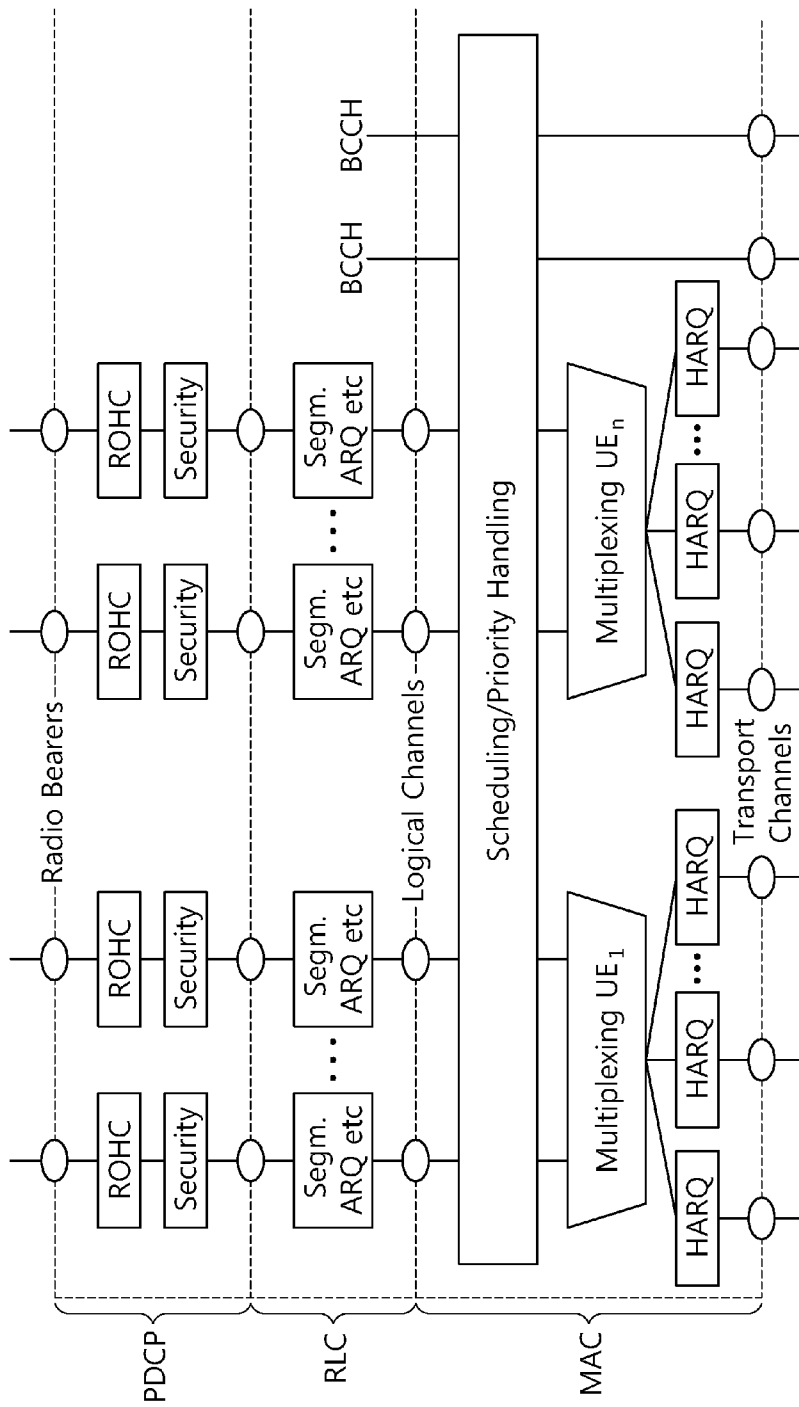 Radio Bearers
PDCP
ROHC
ROHC
ROHC
ROHC
Security
Security
Security
Security
RLC
Segm.
ARQ etc
...
Segm.
ARQ etc
Segm.
ARQ etc
...
Segm.
ARQ etc
BCCH
BCCH
Logical Channels
MAC
Scheduling/Priority Handling
Multiplexing UE1
Multiplexing UEn
HARQ
HARQ
...
HARQ
HARQ
HARQ
...
HARQ
Transport
Channels